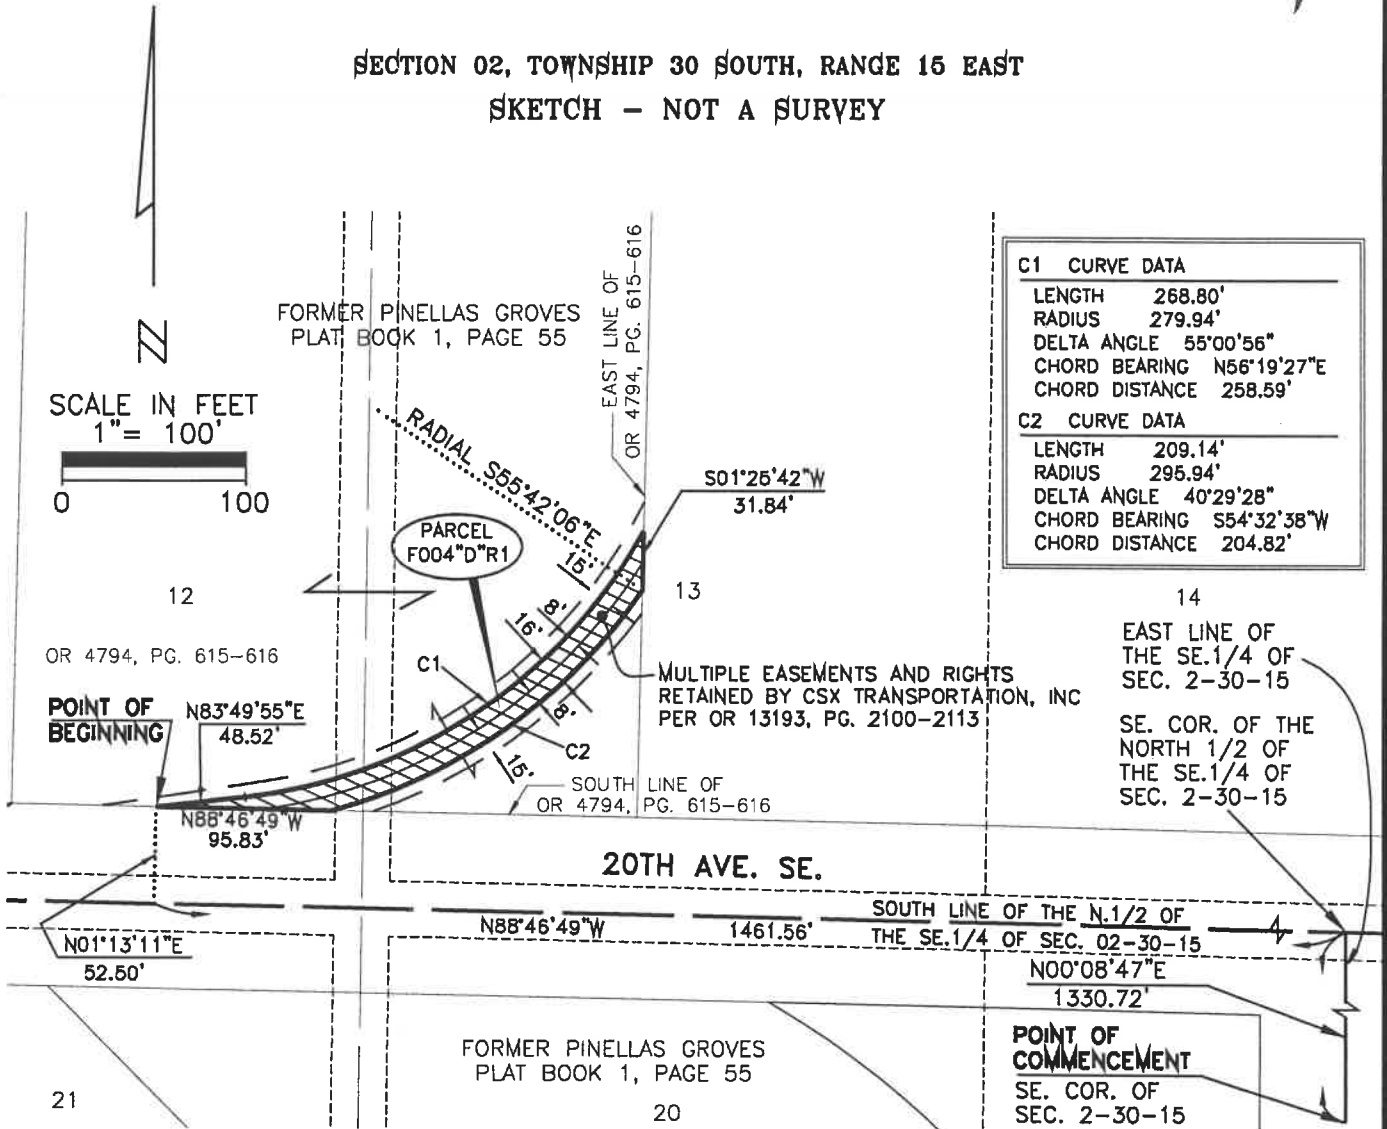 SECTION 02, TOWNSHIP 30 SOUTH, RANGE 15 EAST
SKETCH – NOT A SURVEY
N
SCALE IN FEET
1"= 100'
0 100
FORMER PINELLAS GROVES
PLAT BOOK 1, PAGE 55
EAST LINE OF
OR 4794, PG. 615–616
C1 CURVE DATA
LENGTH 268.80'
RADIUS 279.94'
DELTA ANGLE 55°00'56"
CHORD BEARING N56°19'27"E
CHORD DISTANCE 258.59'
C2 CURVE DATA
LENGTH 209.14'
RADIUS 295.94'
DELTA ANGLE 40°29'28"
CHORD BEARING S54°32'38"W
CHORD DISTANCE 204.82'
RADIAL S55°42'06"E
S01°25'42"W
31.84'
PARCEL
F004"D"R1
15'
8'
16'
12
13
14
OR 4794, PG. 615–616
C1
POINT OF
BEGINNING
N83°49'55"E
48.52'
MULTIPLE EASEMENTS AND RIGHTS
RETAINED BY CSX TRANSPORTATION, INC
PER OR 13193, PG. 2100–2113
8'
C2
15'
SOUTH LINE OF
OR 4794, PG. 615–616
EAST LINE OF
THE SE.1/4 OF
SEC. 2–30–15
SE. COR. OF THE
NORTH 1/2 OF
THE SE.1/4 OF
SEC. 2–30–15
N88°46'49"W
95.83'
20TH AVE. SE.
N88°46'49"W 1461.56'
SOUTH LINE OF THE N.1/2 OF
THE SE.1/4 OF SEC. 02–30–15
N01°13'11"E
52.50'
N00°08'47"E
1330.72'
POINT OF
COMMENCEMENT
SE. COR. OF
SEC. 2–30–15
FORMER PINELLAS GROVES
PLAT BOOK 1, PAGE 55
21
20